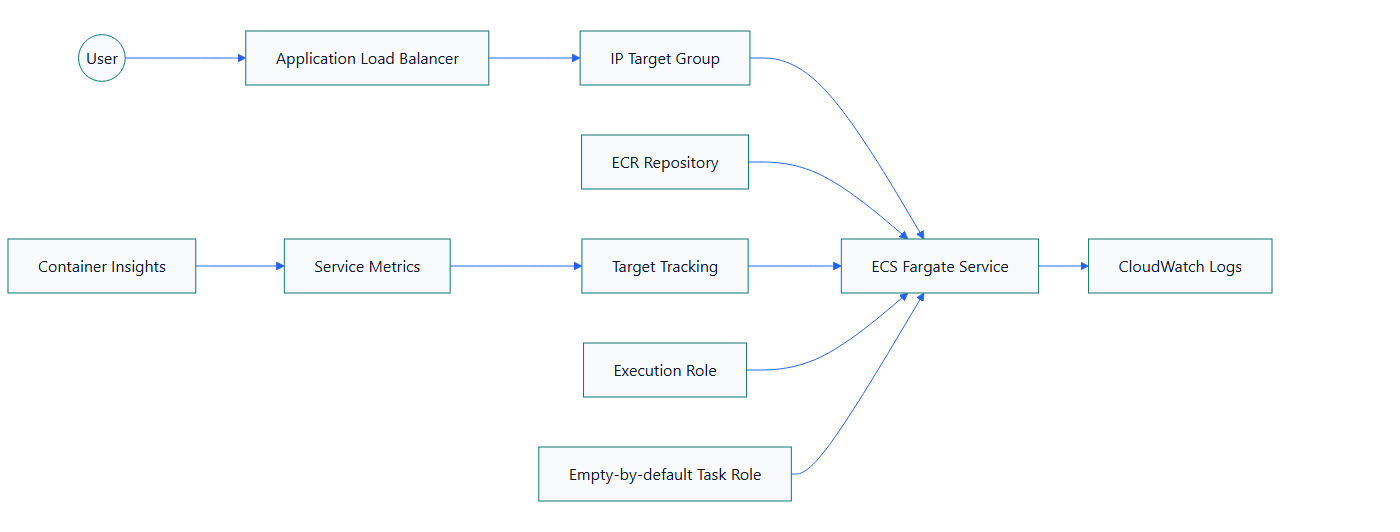 User
Application Load Balancer
IP Target Group
ECR Repository
Container Insights
Service Metrics
Target Tracking
ECS Fargate Service
CloudWatch Logs
Execution Role
Empty-by-default Task Role